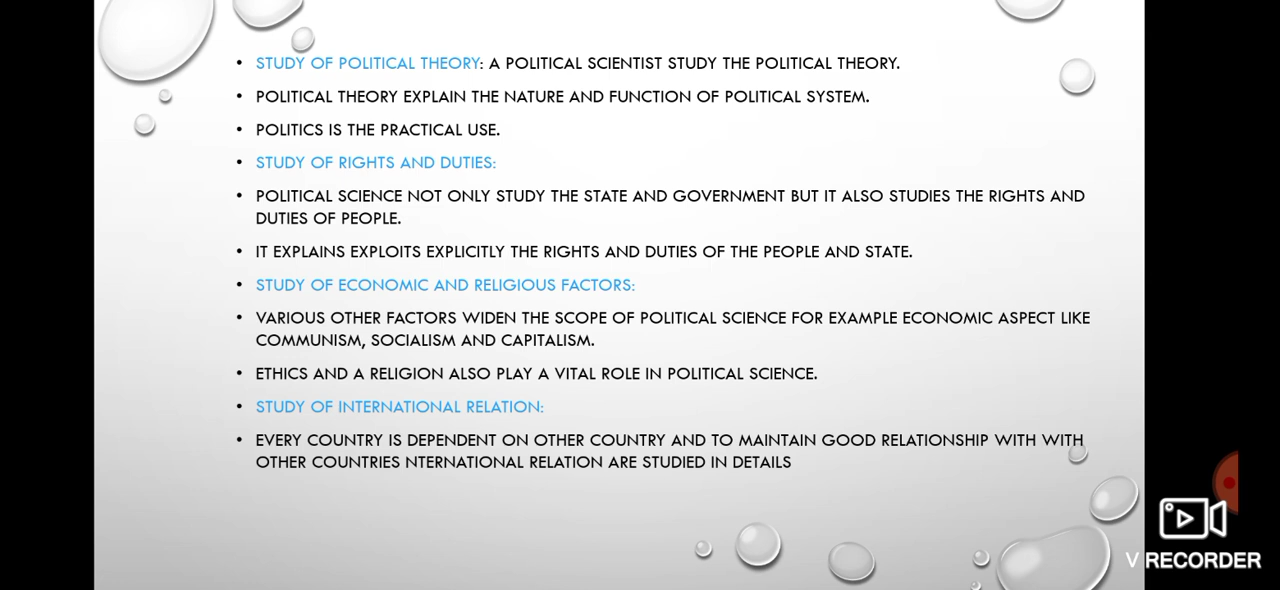 • STUDY OF POLITICAL THEORY: A POLITICAL SCIENTIST STUDY THE POLITICAL THEORY.
• POLITICAL THEORY EXPLAIN THE NATURE AND FUNCTION OF POLITICAL SYSTEM.
• POLITICS IS THE PRACTICAL USE.
• STUDY OF RIGHTS AND DUTIES:
• POLITICAL SCIENCE NOT ONLY STUDY THE STATE AND GOVERNMENT BUT IT ALSO STUDIES THE RIGHTS AND
DUTIES OF PEOPLE.
• IT EXPLAINS EXPLOITS EXPLICITLY THE RIGHTS AND DUTIES OF THE PEOPLE AND STATE.
• STUDY OF ECONOMIC AND RELIGIOUS FACTORS:
• VARIOUS OTHER FACTORS WIDEN THE SCOPE OF POLITICAL SCIENCE FOR EXAMPLE ECONOMIC ASPECT LIKE
COMMUNISM, SOCIALISM AND CAPITALISM.
• ETHICS AND A RELIGION ALSO PLAY A VITAL ROLE IN POLITICAL SCIENCE.
• STUDY OF INTERNATIONAL RELATION:
• EVERY COUNTRY IS DEPENDENT ON OTHER COUNTRY AND TO MAINTAIN GOOD RELATIONSHIP WITH WITH
OTHER COUNTRIES NTERNATIONAL RELATION ARE STUDIED IN DETAILS
V RECORDER